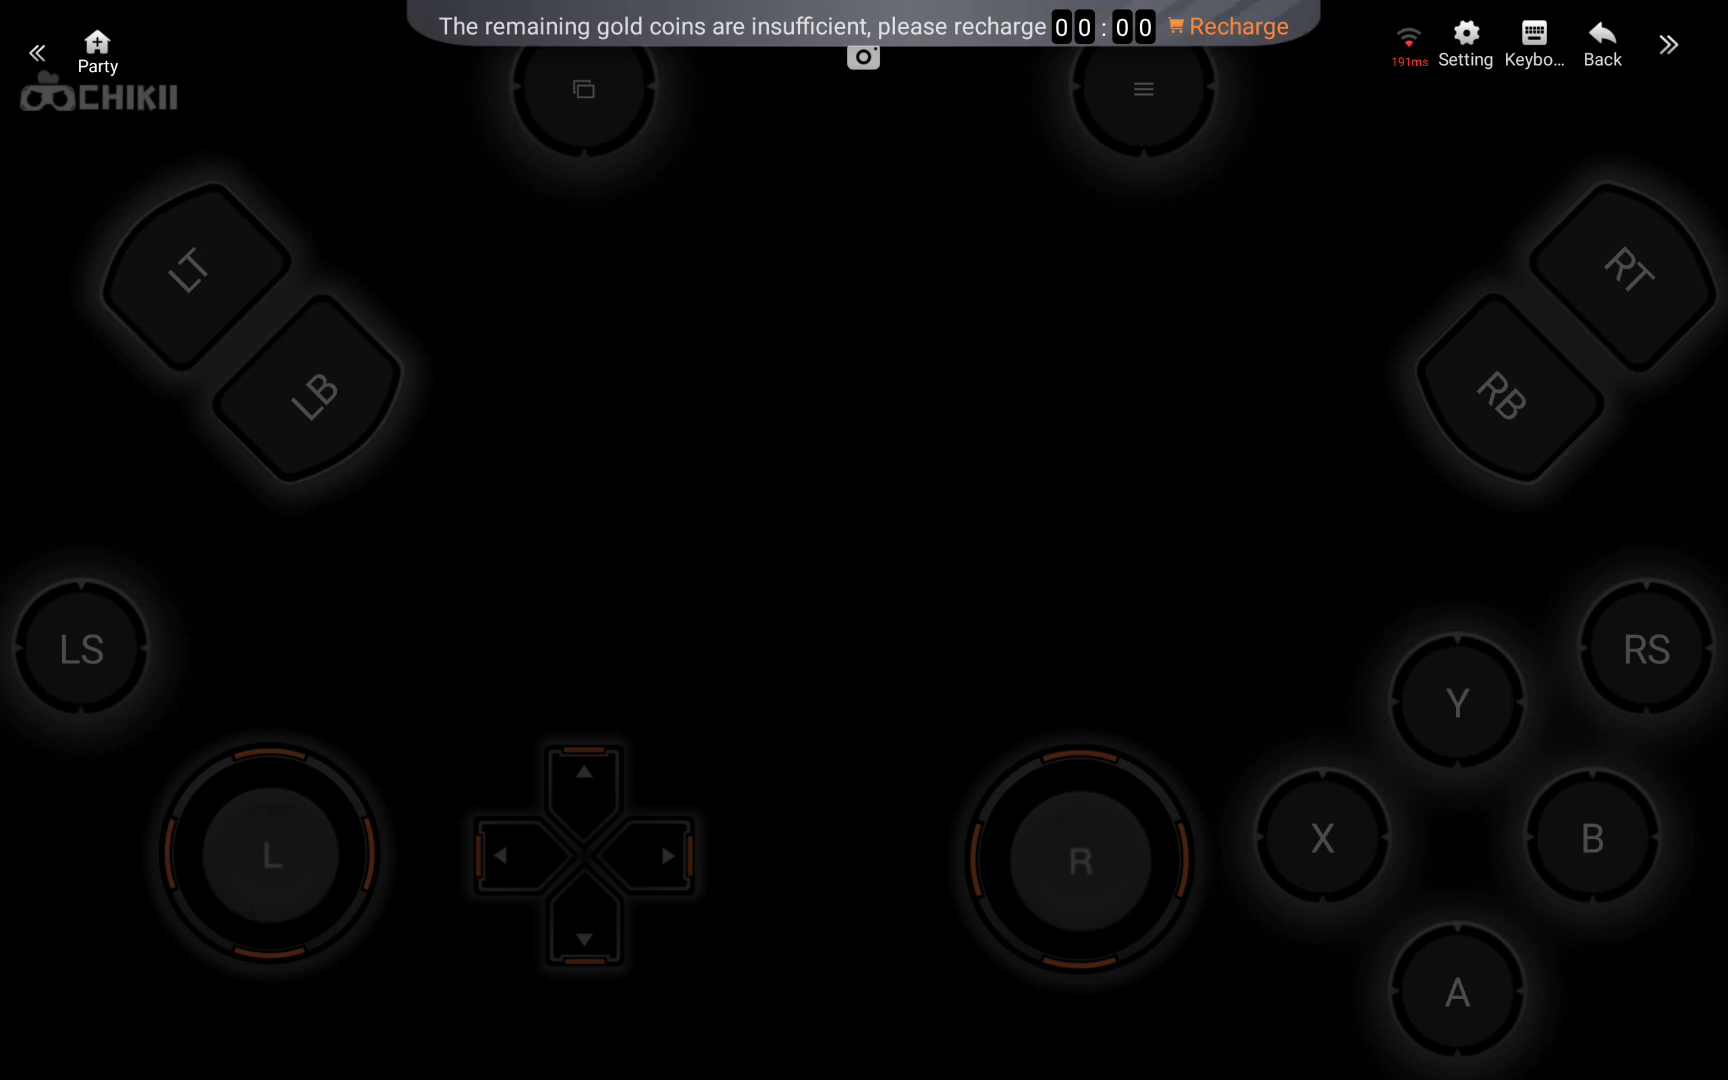 The remaining gold coins are insufficient, please recharge 00:00 Recharge
Party
191ms
Setting
Keybo...
Back
CHIKII
LT
RT
LB
RB
LS
RS
Y
L
R
X
B
A